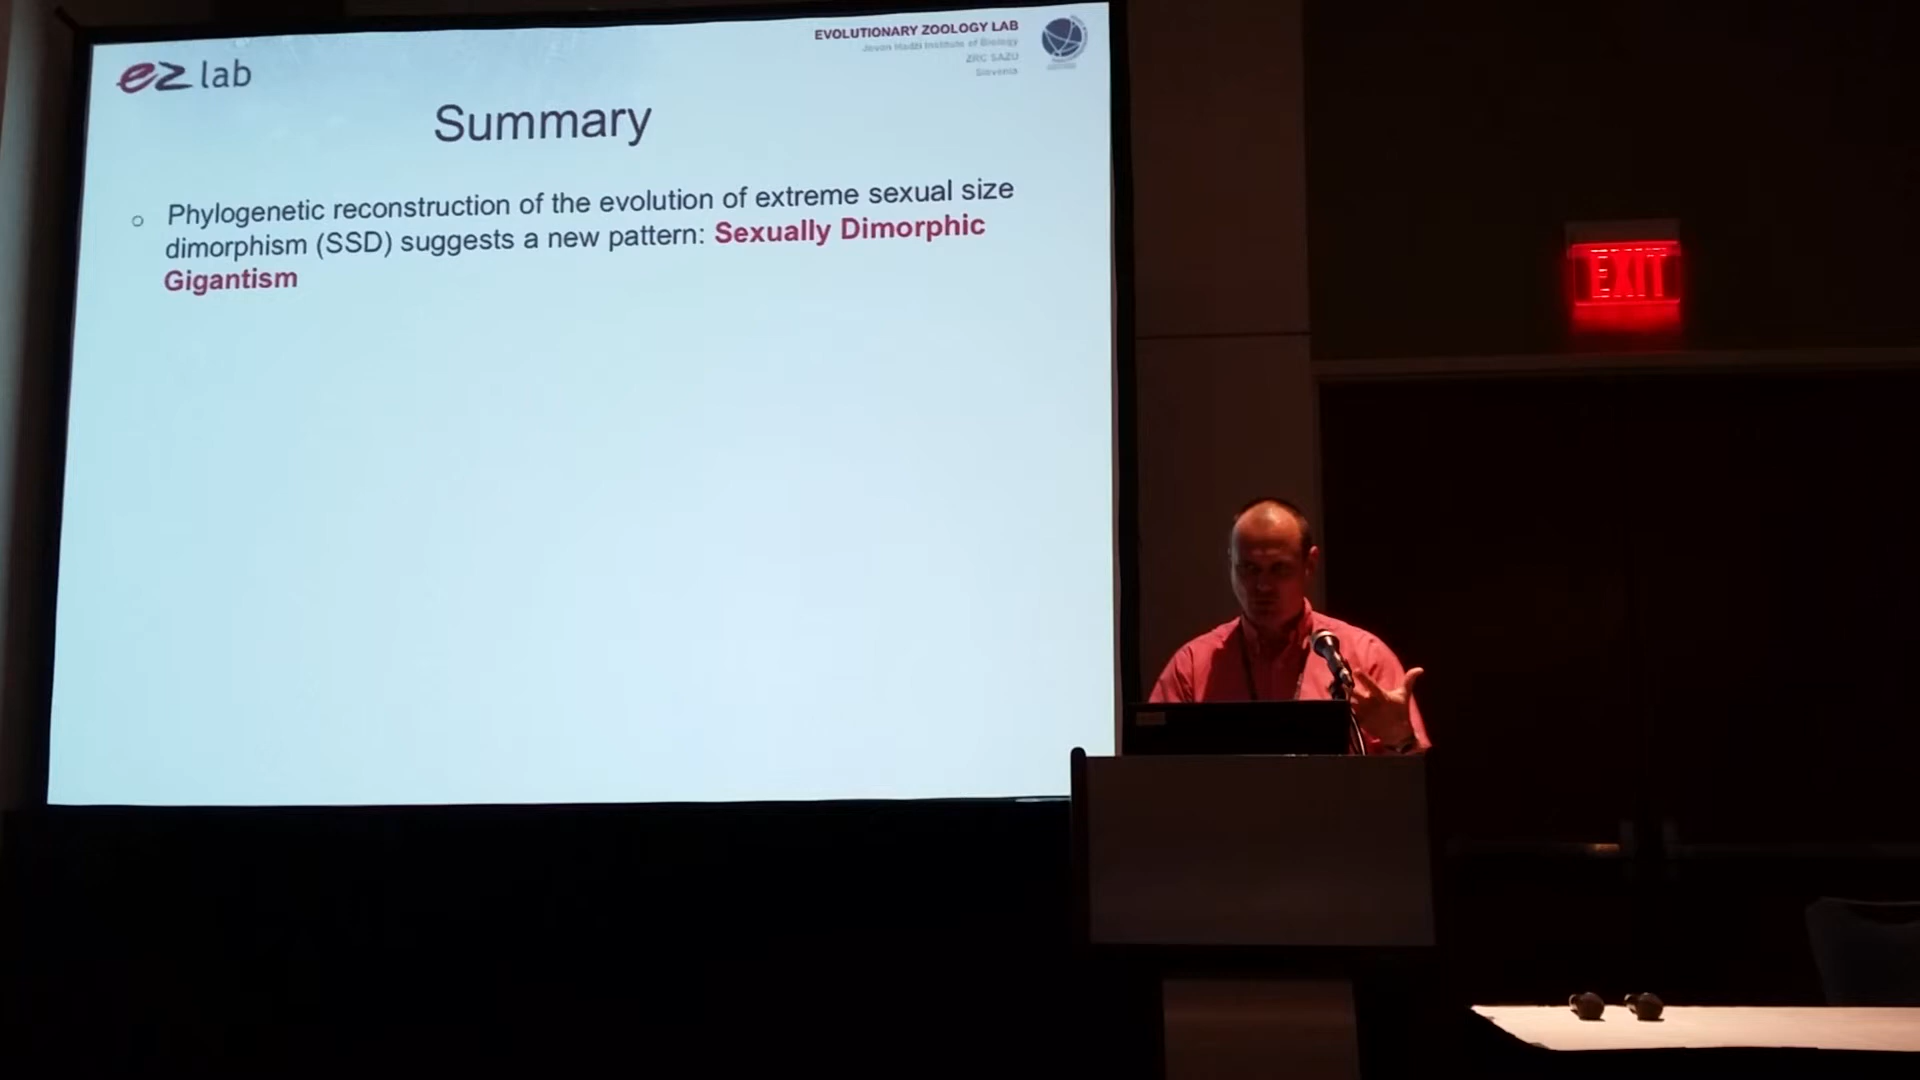 ez lab
EVOLUTIONARY ZOOLOGY LAB
Jovan Hadži Institute of Biology
ZRC SAZU
Slovenia
Summary
○ Phylogenetic reconstruction of the evolution of extreme sexual size
dimorphism (SSD) suggests a new pattern: Sexually Dimorphic
Gigantism
EXIT